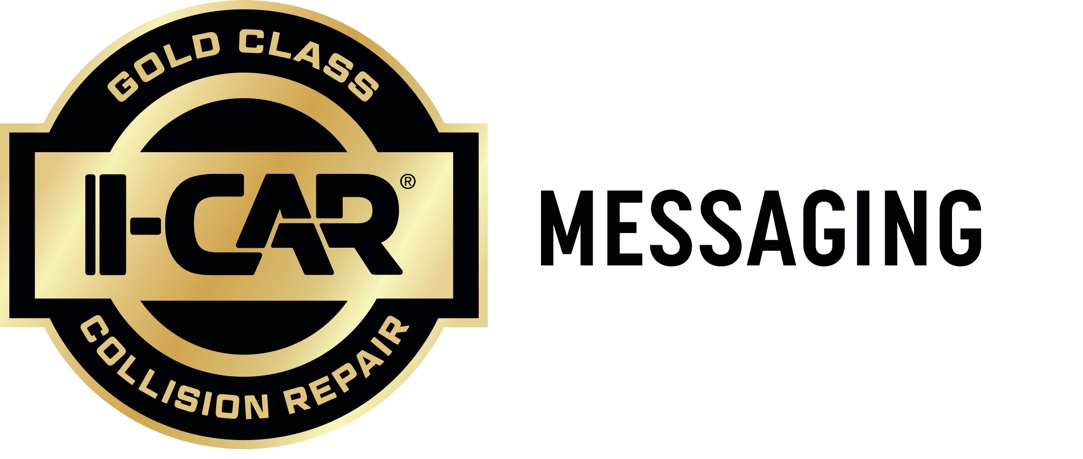 GOLD CLASS
I-CAR®
COLLISION REPAIR
MESSAGING